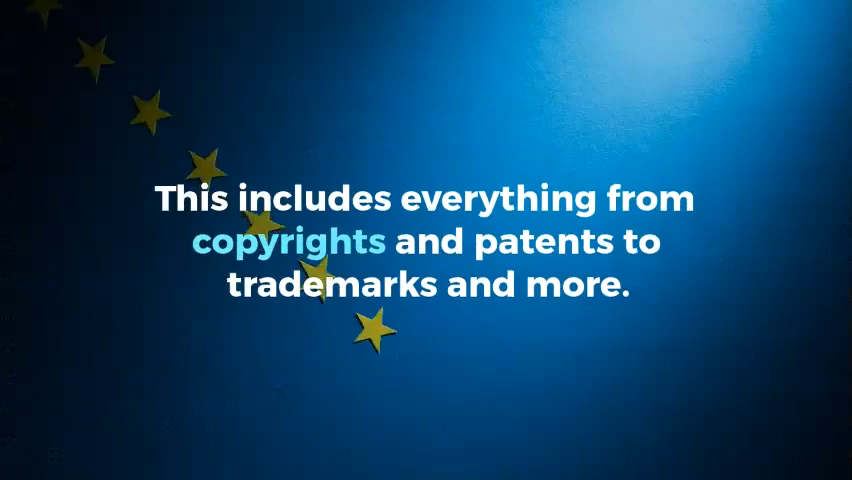 This includes everything from
copyrights and patents to
trademarks and more.